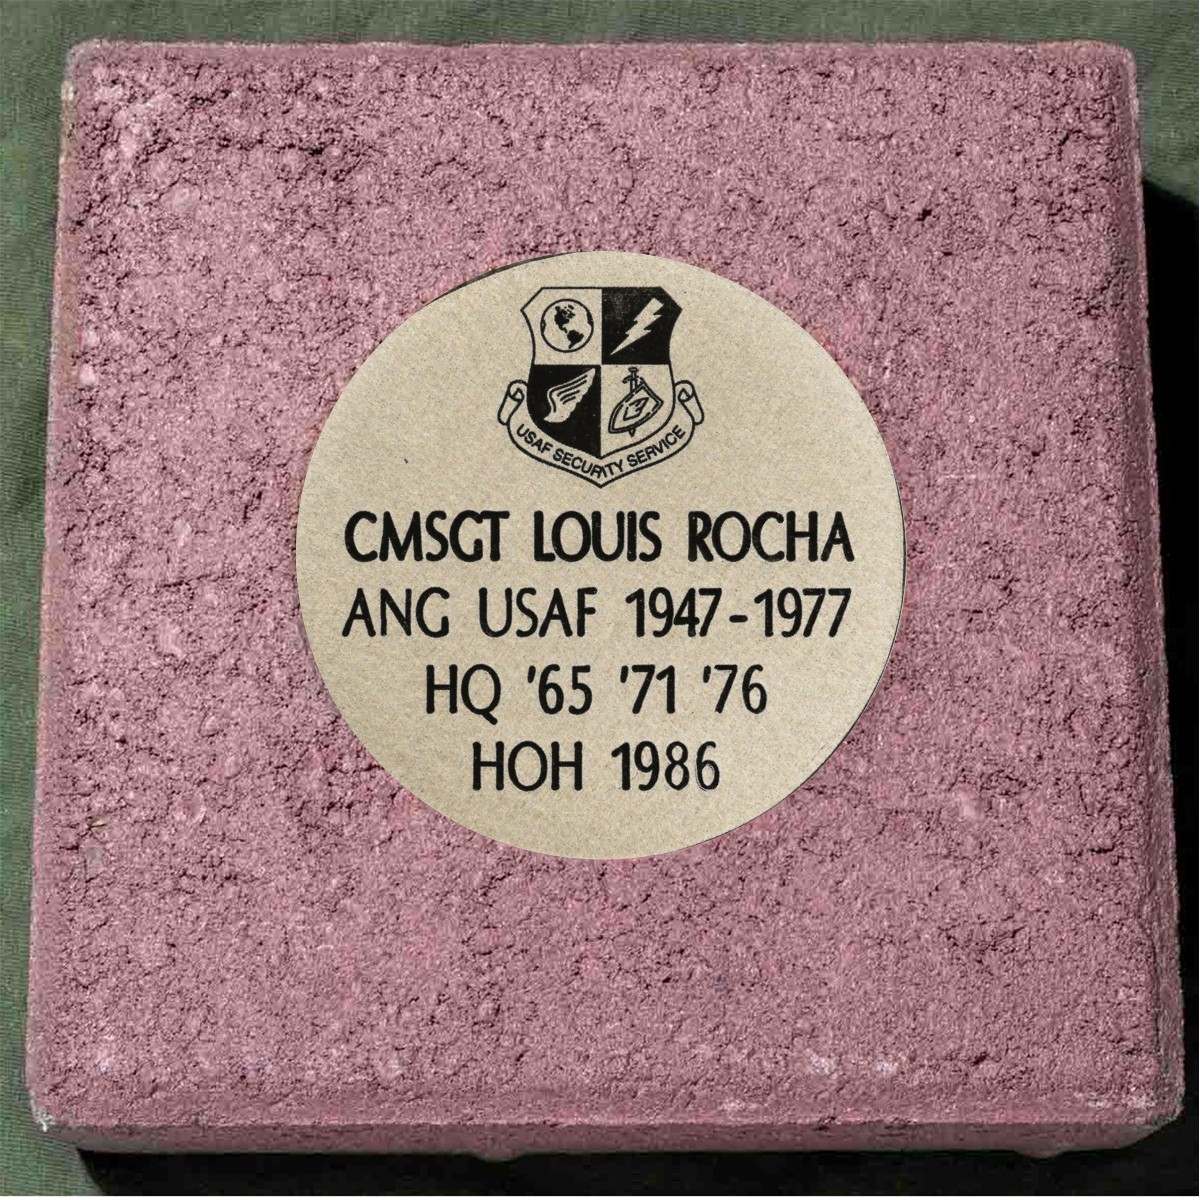 USAF SECURITY SERVICE
CMSGT LOUIS ROCHA
ANG USAF 1947-1977
HQ '65 '71 '76
HOH 1986